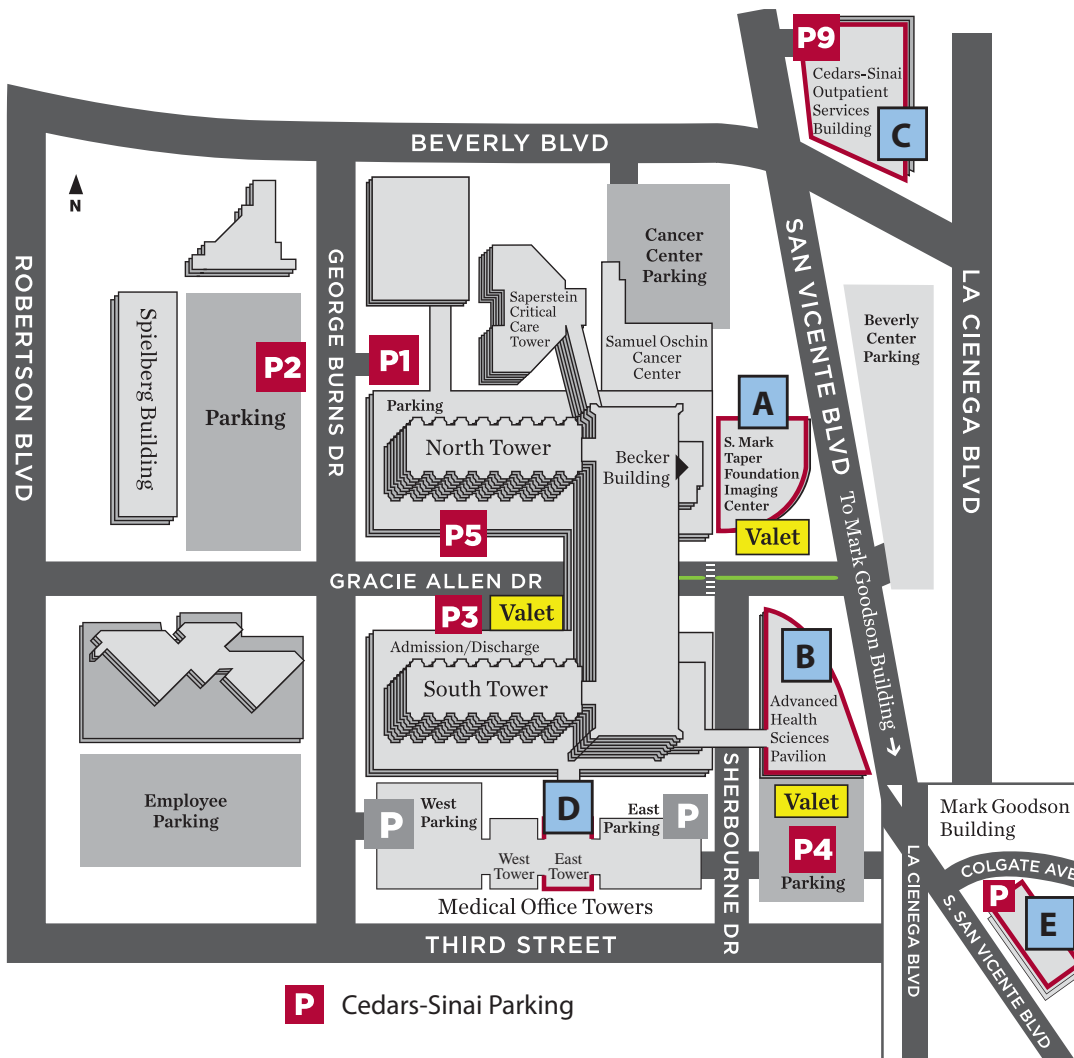 P9
Cedars-Sinai
Outpatient
Services
Building
C
BEVERLY BLVD
N
ROBERTSON BLVD
GEORGE BURNS DR
SAN VICENTE BLVD
LA CIENEGA BLVD
Cancer
Center
Parking
Saperstein
Critical
Care
Tower
Samuel Oschin
Cancer
Center
Beverly
Center
Parking
Spielberg Building
P2
Parking
P1
Parking
North Tower
Becker
Building
A
S. Mark
Taper
Foundation
Imaging
Center
Valet
P5
To Mark Goodson Building
GRACIE ALLEN DR
P3
Valet
Admission/Discharge
South Tower
B
Advanced
Health
Sciences
Pavilion
SHERBOURNE DR
Employee
Parking
P
West
Parking
D
East
Parking
P
West
Tower
East
Tower
Medical Office Towers
Valet
P4
Parking
Mark Goodson
Building
COLGATE AVE
P
E
LA CIENEGA BLVD
S. SAN VICENTE BLVD
THIRD STREET
P
Cedars-Sinai Parking